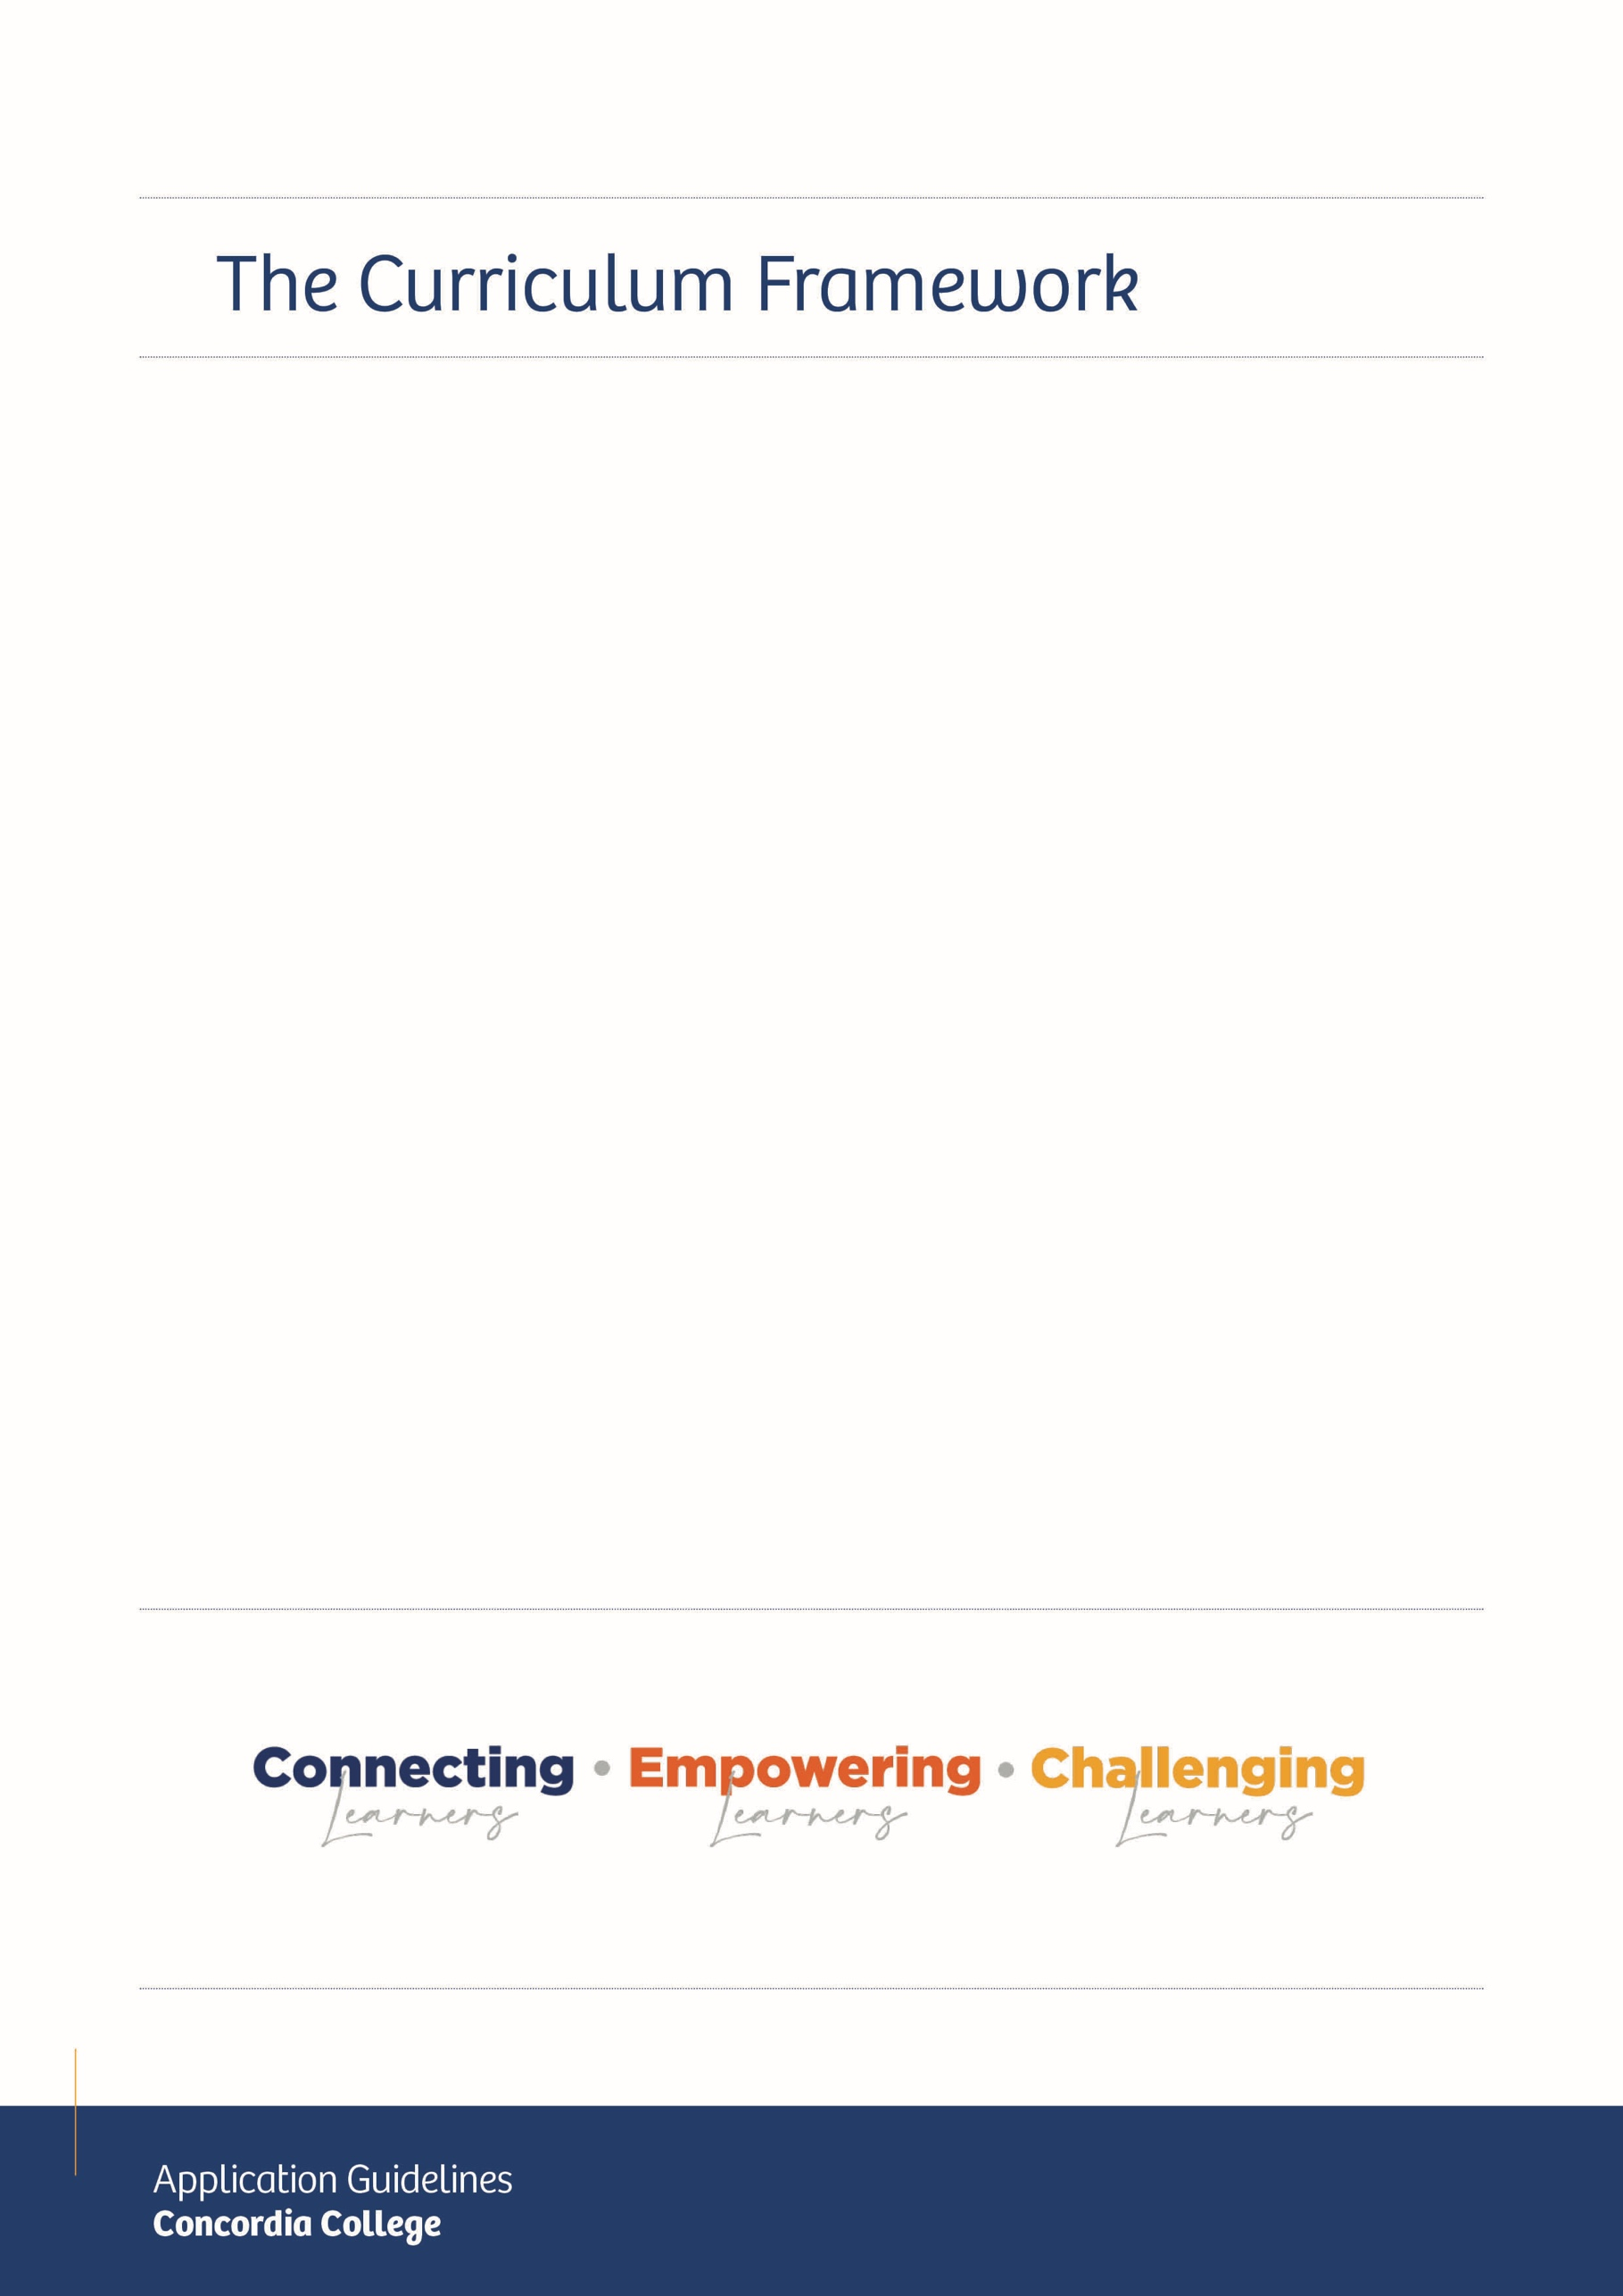 The Curriculum Framework
Connecting • Empowering • Challenging
Learners Learners Learners
Application Guidelines
Concordia College